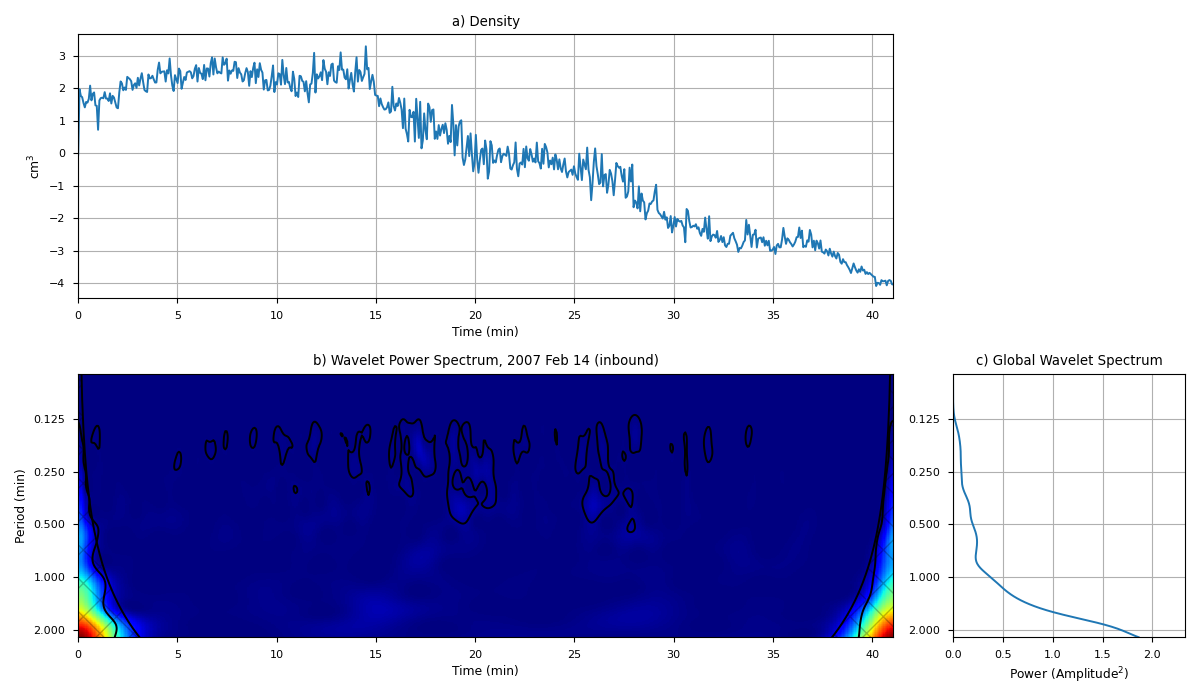 a) Density
3
2
1
0
−1
−2
−3
−4
cm³
0 5 10 15 20 25 30 35 40
Time (min)
b) Wavelet Power Spectrum, 2007 Feb 14 (inbound)
0.125
0.250
0.500
1.000
2.000
Period (min)
0 5 10 15 20 25 30 35 40
Time (min)
c) Global Wavelet Spectrum
0.125
0.250
0.500
1.000
2.000
0.0 0.5 1.0 1.5 2.0
Power (Amplitude²)